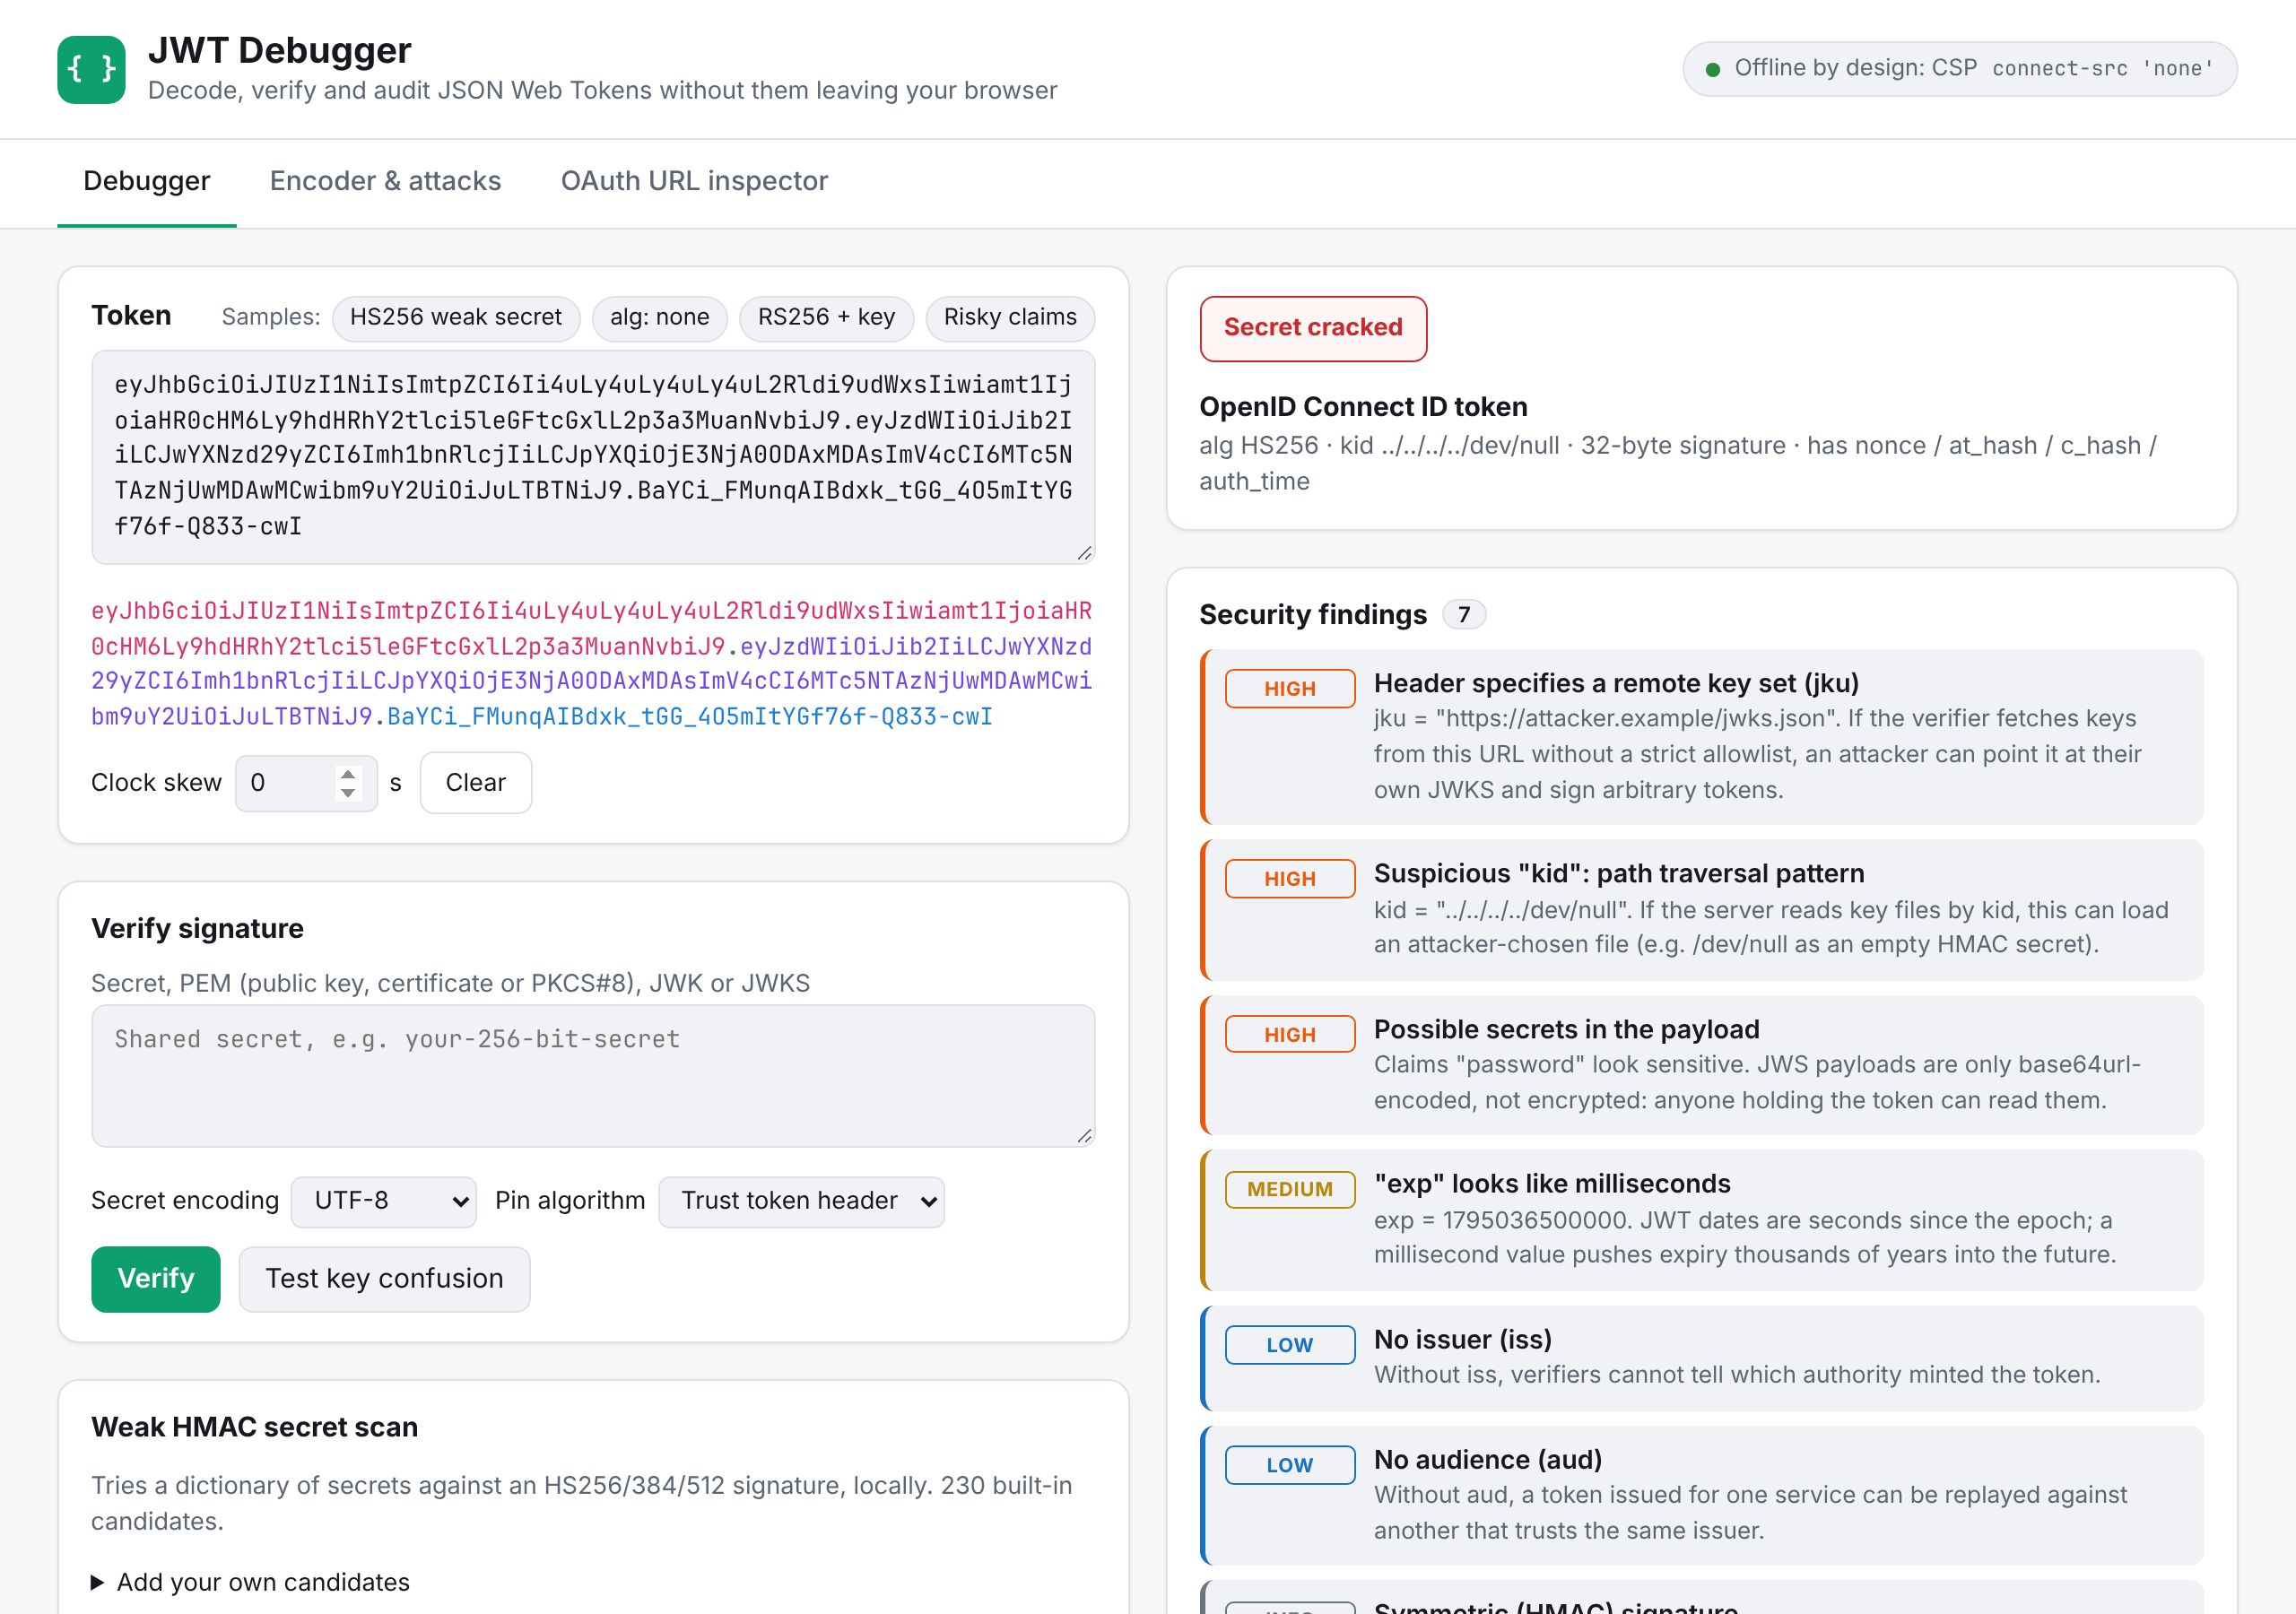 { }
JWT Debugger
Decode, verify and audit JSON Web Tokens without them leaving your browser
Offline by design: CSP connect-src 'none'
Debugger
Encoder & attacks
OAuth URL inspector
Token
Samples:
HS256 weak secret
alg: none
RS256 + key
Risky claims
eyJhbGciOiJIUzI1NiIsImtpZCI6Ii4uLy4uLy4uLy4uL2Rldi9udWxsIiwiamt1Ij
oiaHR0cHM6Ly9hdHRhY2tlci5leGFtcGxlL2p3a3MuanNvbiJ9.eyJzdWIiOiJib2I
iLCJwYXNzd29yZCI6Imh1bnRlcjIiLCJpYXQiOjE3NjA0ODAxMDAsImV4cCI6MTc5N
TAzNjUwMDAwMCwibm9uY2UiOiJuLTBTNiJ9.BaYCi_FMunqAIBdxk_tGG_4O5mItYG
f76f-Q833-cwI
eyJhbGciOiJIUzI1NiIsImtpZCI6Ii4uLy4uLy4uLy4uL2Rldi9udWxsIiwiamt1IjoiaHR
0cHM6Ly9hdHRhY2tlci5leGFtcGxlL2p3a3MuanNvbiJ9.eyJzdWIiOiJib2IiLCJwYXNzd
29yZCI6Imh1bnRlcjIiLCJpYXQiOjE3NjA0ODAxMDAsImV4cCI6MTc5NTAzNjUwMDAwMCwi
bm9uY2UiOiJuLTBTNiJ9.BaYCi_FMunqAIBdxk_tGG_4O5mItYGf76f-Q833-cwI
Clock skew 0 s
Clear
Verify signature
Secret, PEM (public key, certificate or PKCS#8), JWK or JWKS
Shared secret, e.g. your-256-bit-secret
Secret encoding UTF-8
Pin algorithm Trust token header
Verify
Test key confusion
Weak HMAC secret scan
Tries a dictionary of secrets against an HS256/384/512 signature, locally. 230 built-in
candidates.
Add your own candidates
Secret cracked
OpenID Connect ID token
alg HS256 · kid ../../../../dev/null · 32-byte signature · has nonce / at_hash / c_hash /
auth_time
Security findings 7
HIGH
Header specifies a remote key set (jku)
jku = "https://attacker.example/jwks.json". If the verifier fetches keys
from this URL without a strict allowlist, an attacker can point it at their
own JWKS and sign arbitrary tokens.
HIGH
Suspicious "kid": path traversal pattern
kid = "../../../../dev/null". If the server reads key files by kid, this can load
an attacker-chosen file (e.g. /dev/null as an empty HMAC secret).
HIGH
Possible secrets in the payload
Claims "password" look sensitive. JWS payloads are only base64url-
encoded, not encrypted: anyone holding the token can read them.
MEDIUM
"exp" looks like milliseconds
exp = 1795036500000. JWT dates are seconds since the epoch; a
millisecond value pushes expiry thousands of years into the future.
LOW
No issuer (iss)
Without iss, verifiers cannot tell which authority minted the token.
LOW
No audience (aud)
Without aud, a token issued for one service can be replayed against
another that trusts the same issuer.
INFO
Symmetric (HMAC) signature